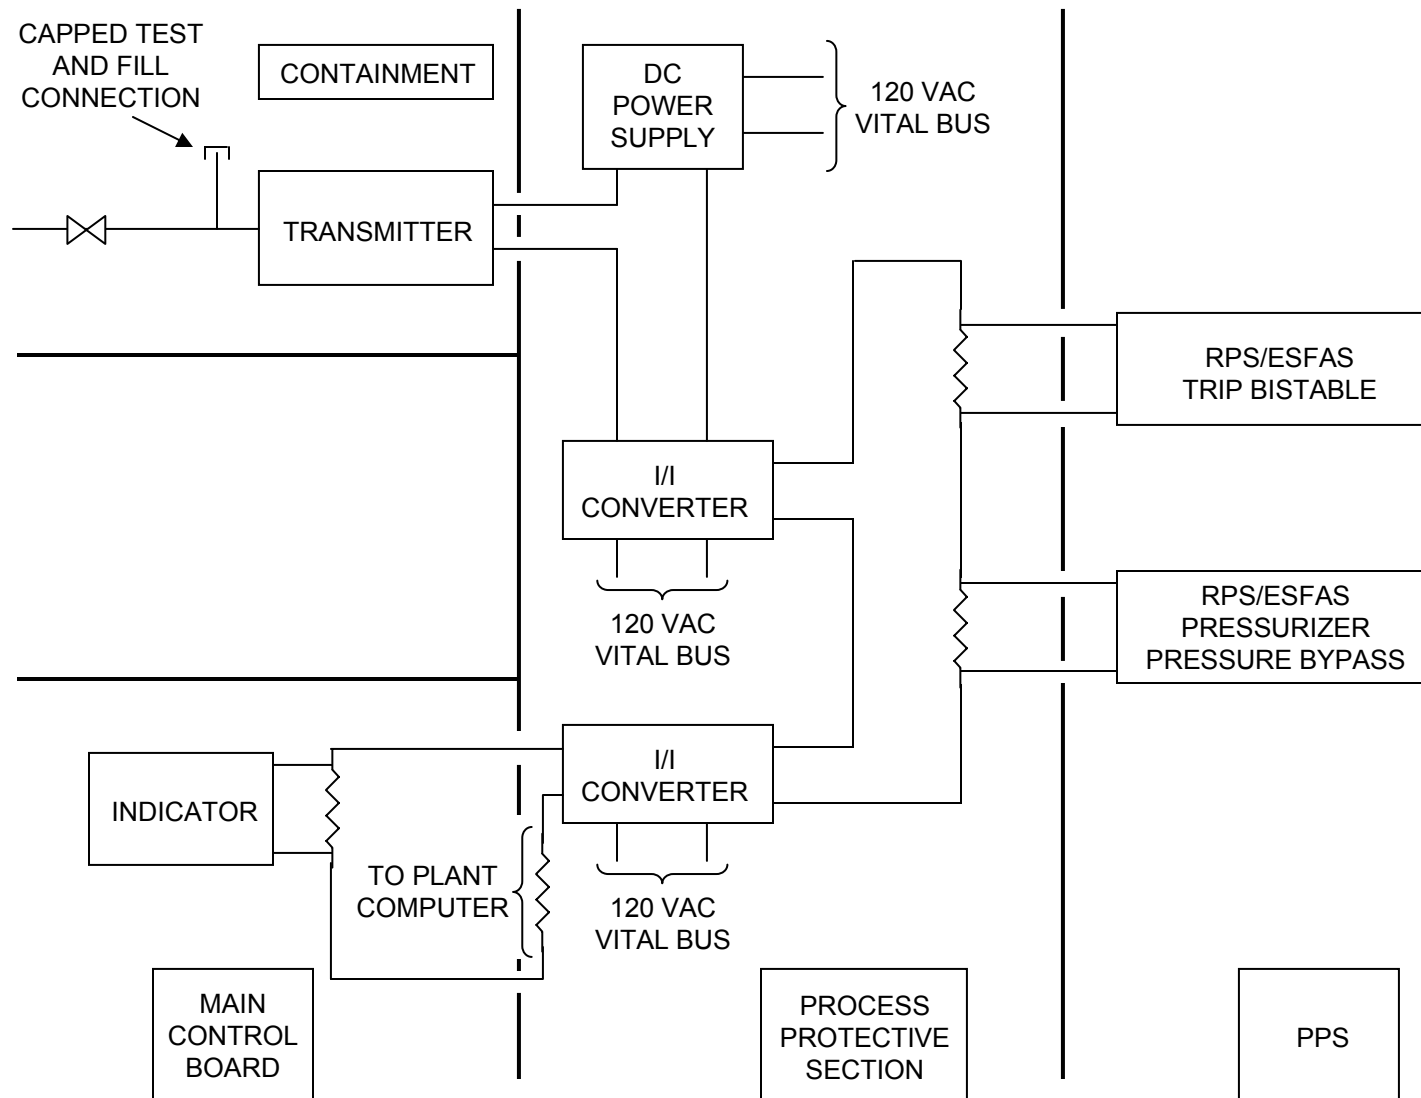 CAPPED TEST
AND FILL
CONNECTION
CONTAINMENT
DC
POWER
SUPPLY
120 VAC
VITAL BUS
TRANSMITTER
RPS/ESFAS
TRIP BISTABLE
I/I
CONVERTER
120 VAC
VITAL BUS
RPS/ESFAS
PRESSURIZER
PRESSURE BYPASS
INDICATOR
I/I
CONVERTER
TO PLANT
COMPUTER
120 VAC
VITAL BUS
MAIN
CONTROL
BOARD
PROCESS
PROTECTIVE
SECTION
PPS